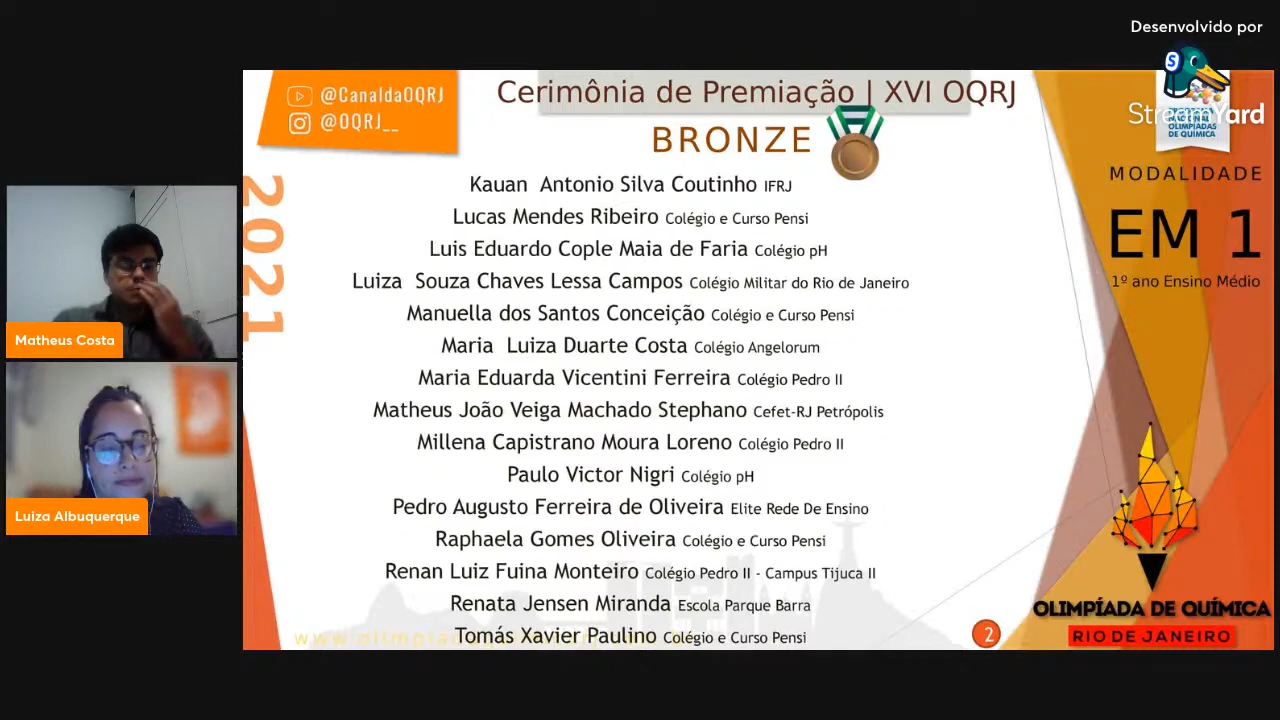 Desenvolvido por
StreamYard
@CanaldaOQRJ
@OQRJ__
Cerimônia de Premiação | XVI OQRJ
BRONZE
2021
Kauan Antonio Silva Coutinho IFRJ
Lucas Mendes Ribeiro Colégio e Curso Pensi
Luis Eduardo Cople Maia de Faria Colégio pH
Luiza Souza Chaves Lessa Campos Colégio Militar do Rio de Janeiro
Manuella dos Santos Conceição Colégio e Curso Pensi
Maria Luiza Duarte Costa Colégio Angelorum
Maria Eduarda Vicentini Ferreira Colégio Pedro II
Matheus João Veiga Machado Stephano Cefet-RJ Petrópolis
Millena Capistrano Moura Loreno Colégio Pedro II
Paulo Victor Nigri Colégio pH
Pedro Augusto Ferreira de Oliveira Elite Rede De Ensino
Raphaela Gomes Oliveira Colégio e Curso Pensi
Renan Luiz Fuina Monteiro Colégio Pedro II - Campus Tijuca II
Renata Jensen Miranda Escola Parque Barra
Tomás Xavier Paulino Colégio e Curso Pensi
2
NACIONAL
OLIMPÍADAS
DE QUÍMICA
MODALIDADE
EM 1
1º ano Ensino Médio
OLIMPÍADA DE QUÍMICA
RIO DE JANEIRO
Matheus Costa
Luiza Albuquerque